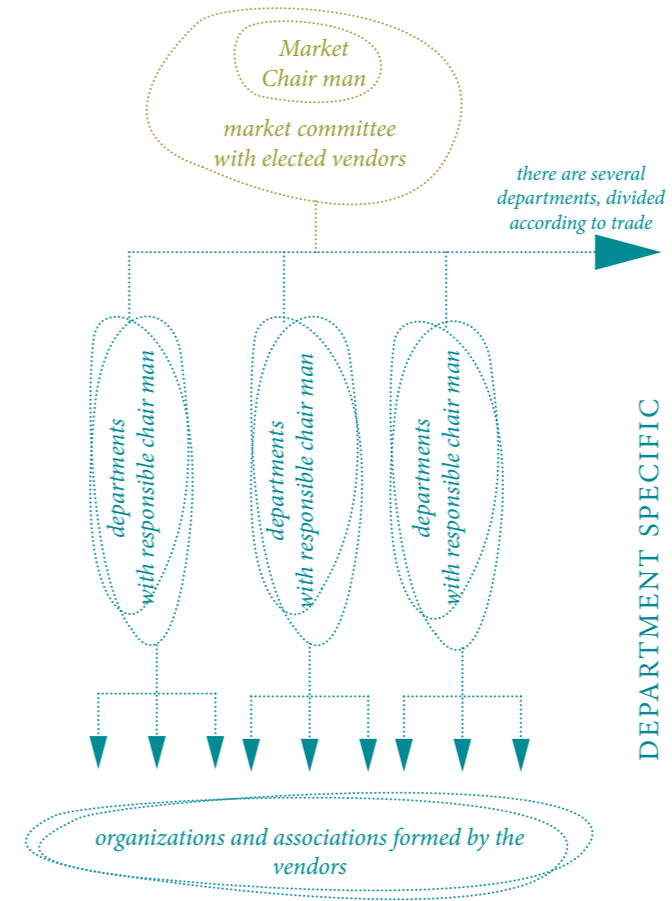 Market
Chair man
market committee
with elected vendors
there are several
departments, divided
according to trade
departments
with responsible chair man
departments
with responsible chair man
departments
with responsible chair man
DEPARTMENT SPECIFIC
organizations and associations formed by the
vendors